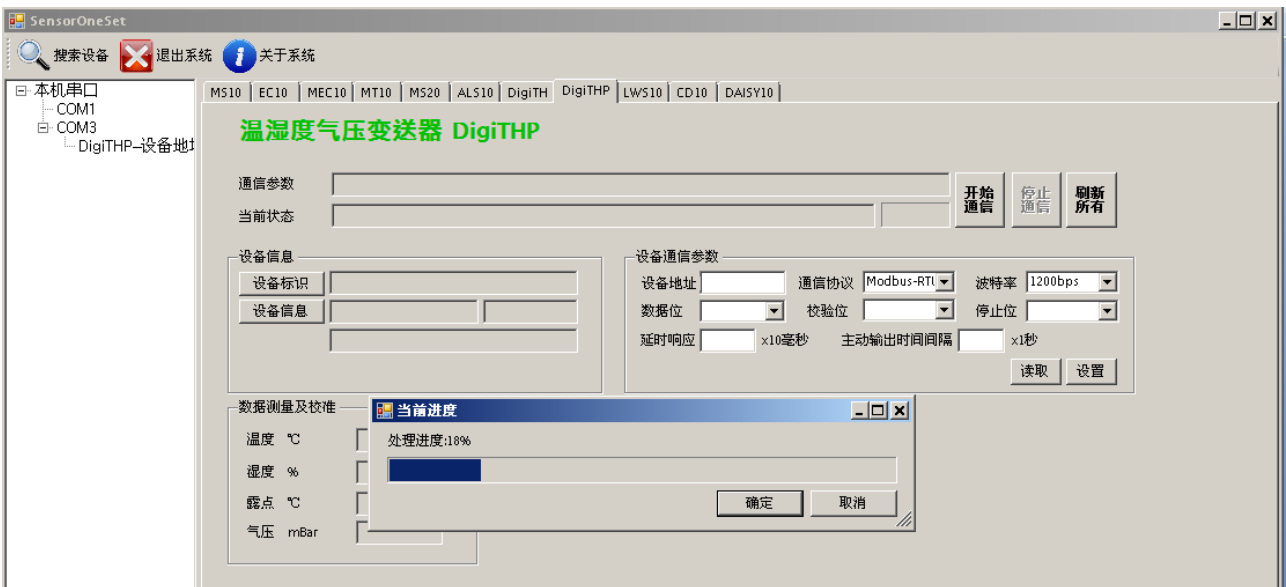 SensorOneSet
搜索设备 退出系统 关于系统
本机串口
COM1
COM3
DigiTHP--设备地
MS10 EC10 MEC10 MT10 MS20 ALS10 DigiTH DigiTHP LWS10 CD10 DAISY10
温湿度气压变送器 DigiTHP
通信参数
当前状态
开始通信
停止通信
刷新所有
设备信息
设备标识
设备信息
设备通信参数
设备地址 通信协议 Modbus-RTU 波特率 1200bps
数据位 校验位 停止位
延时响应 x10毫秒 主动输出时间间隔 x1秒
读取 设置
数据测量及校准
温度 ℃
湿度 %
露点 ℃
气压 mBar
当前进度
处理进度:18%
确定 取消